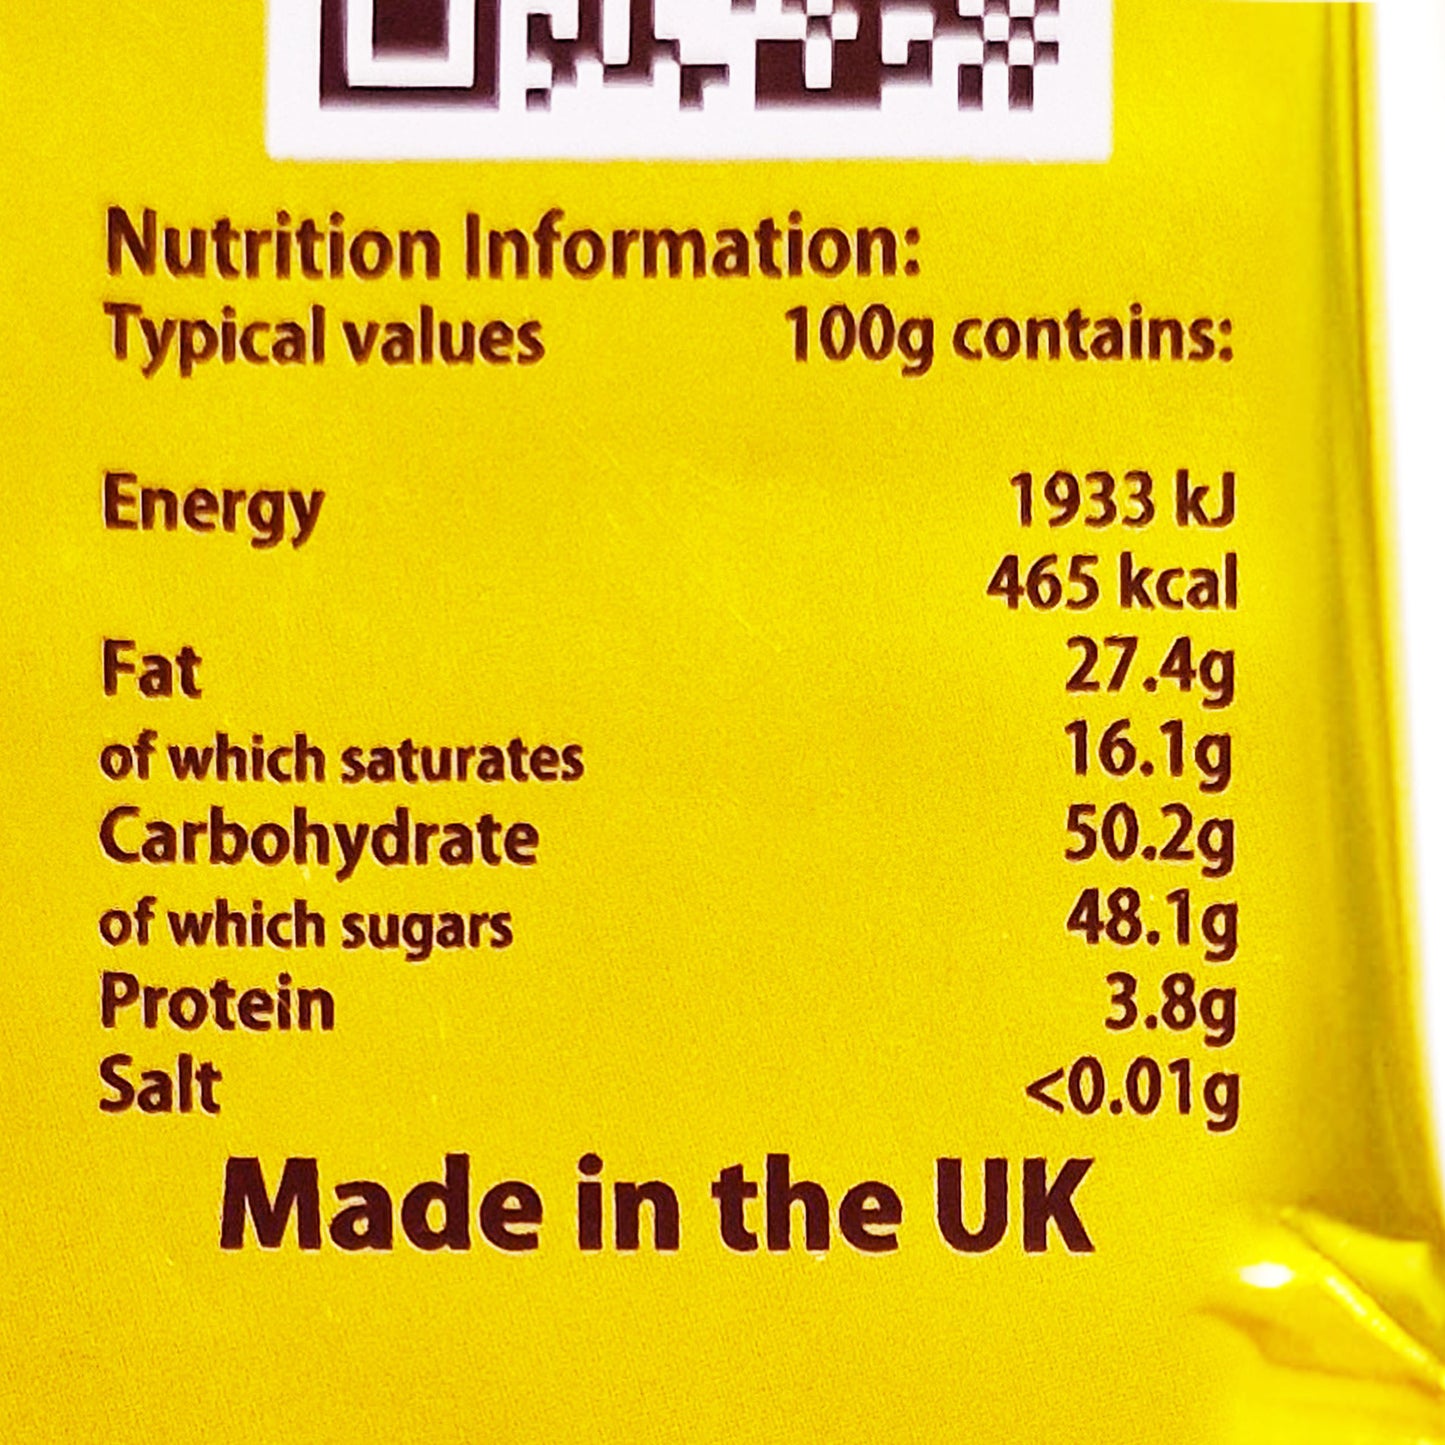 Nutrition Information:
Typical values 100g contains:
Energy 1933 kJ
465 kcal
Fat 27.4g
of which saturates 16.1g
Carbohydrate 50.2g
of which sugars 48.1g
Protein 3.8g
Salt <0.01g
Made in the UK